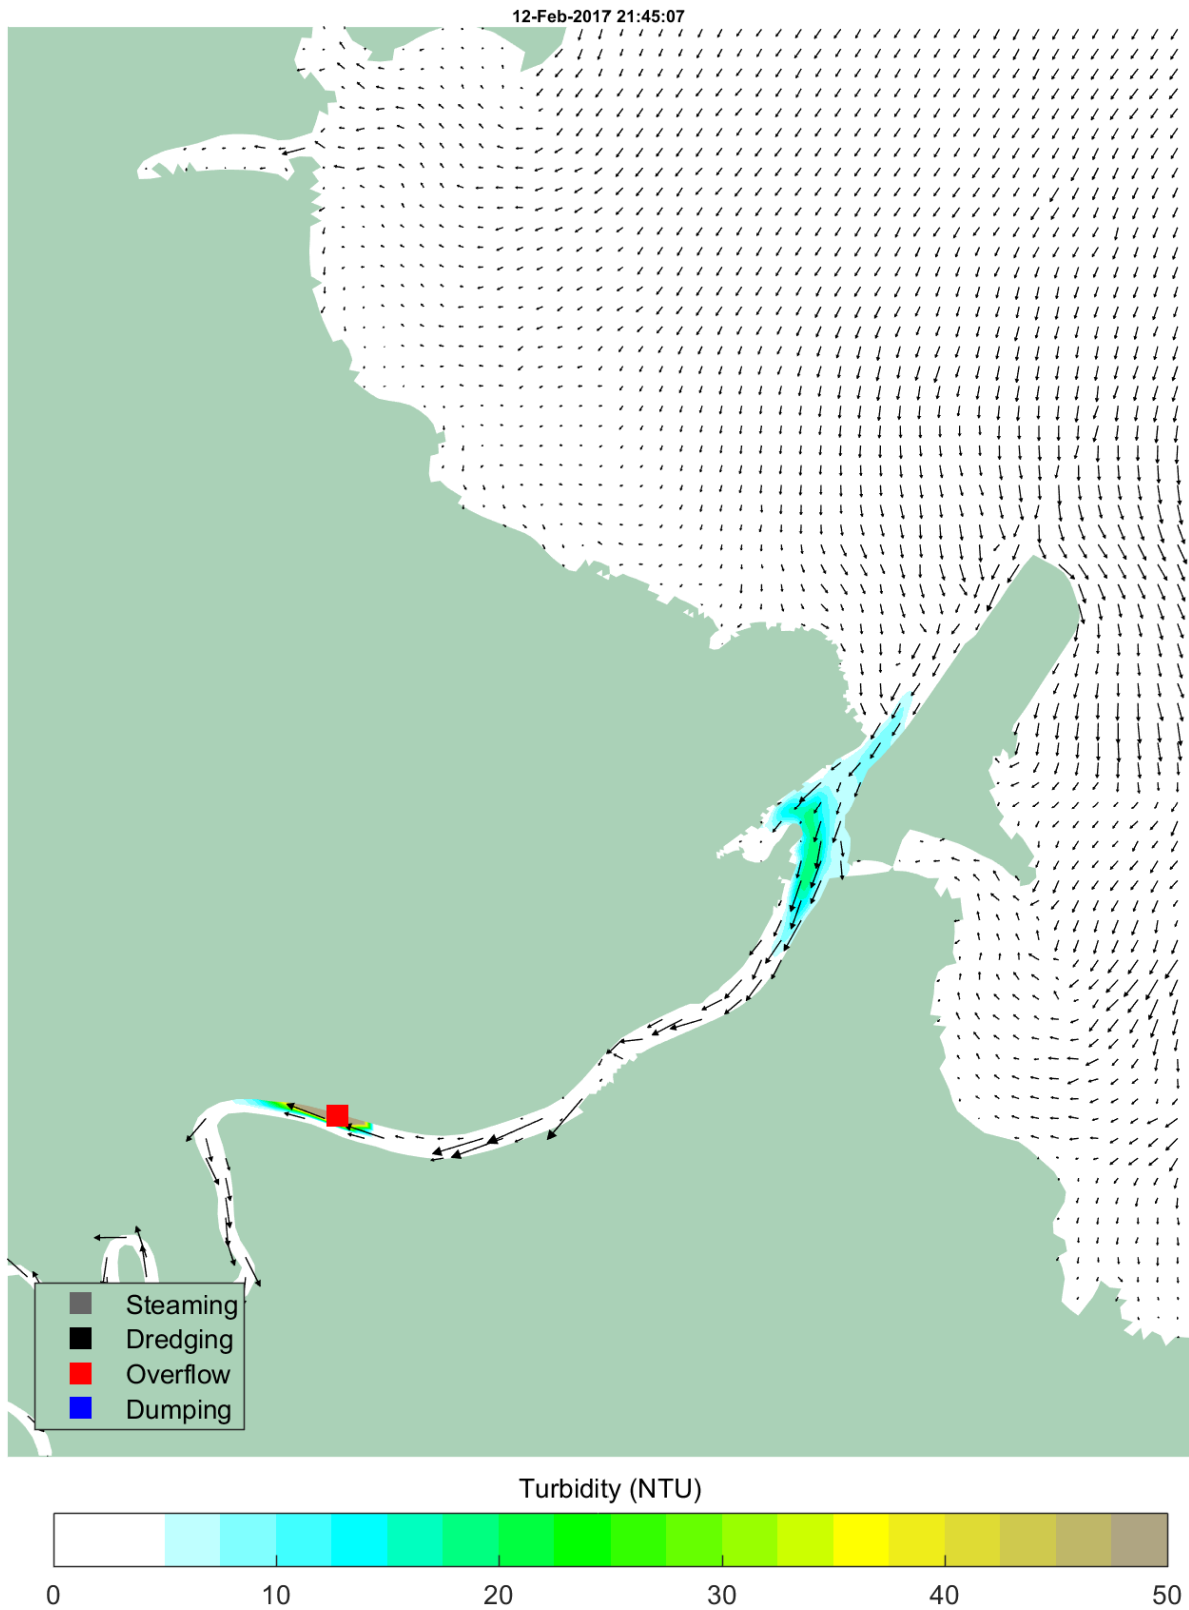 12-Feb-2017 21:45:07
Steaming
Dredging
Overflow
Dumping
Turbidity (NTU)
0 10 20 30 40 50